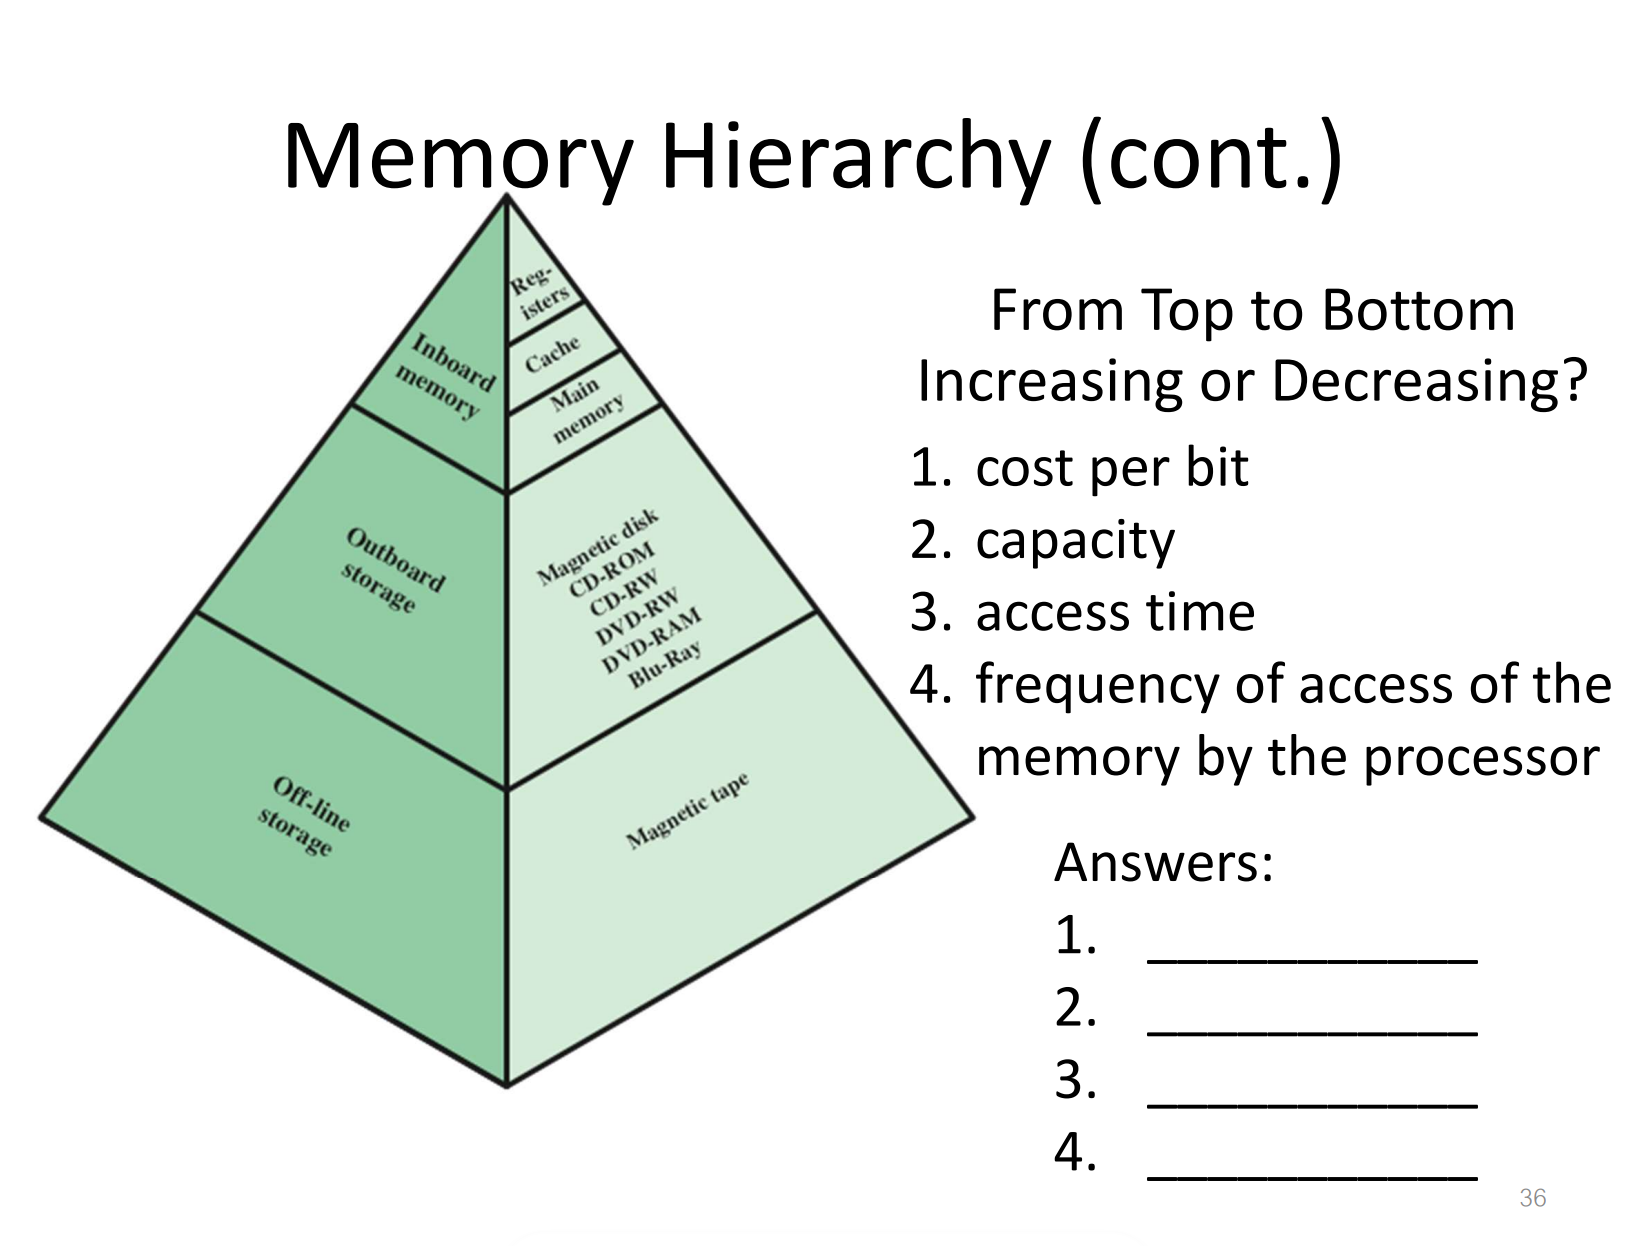 Memory Hierarchy (cont.)
Reg-
isters
Cache
Main
memory
Inboard
memory
Magnetic disk
CD-ROM
CD-RW
DVD-RW
DVD-RAM
Blu-Ray
Outboard
storage
Magnetic tape
Off-line
storage
From Top to Bottom
Increasing or Decreasing?
1. cost per bit
2. capacity
3. access time
4. frequency of access of the
memory by the processor
Answers:
1. ___________
2. ___________
3. ___________
4. ___________
36